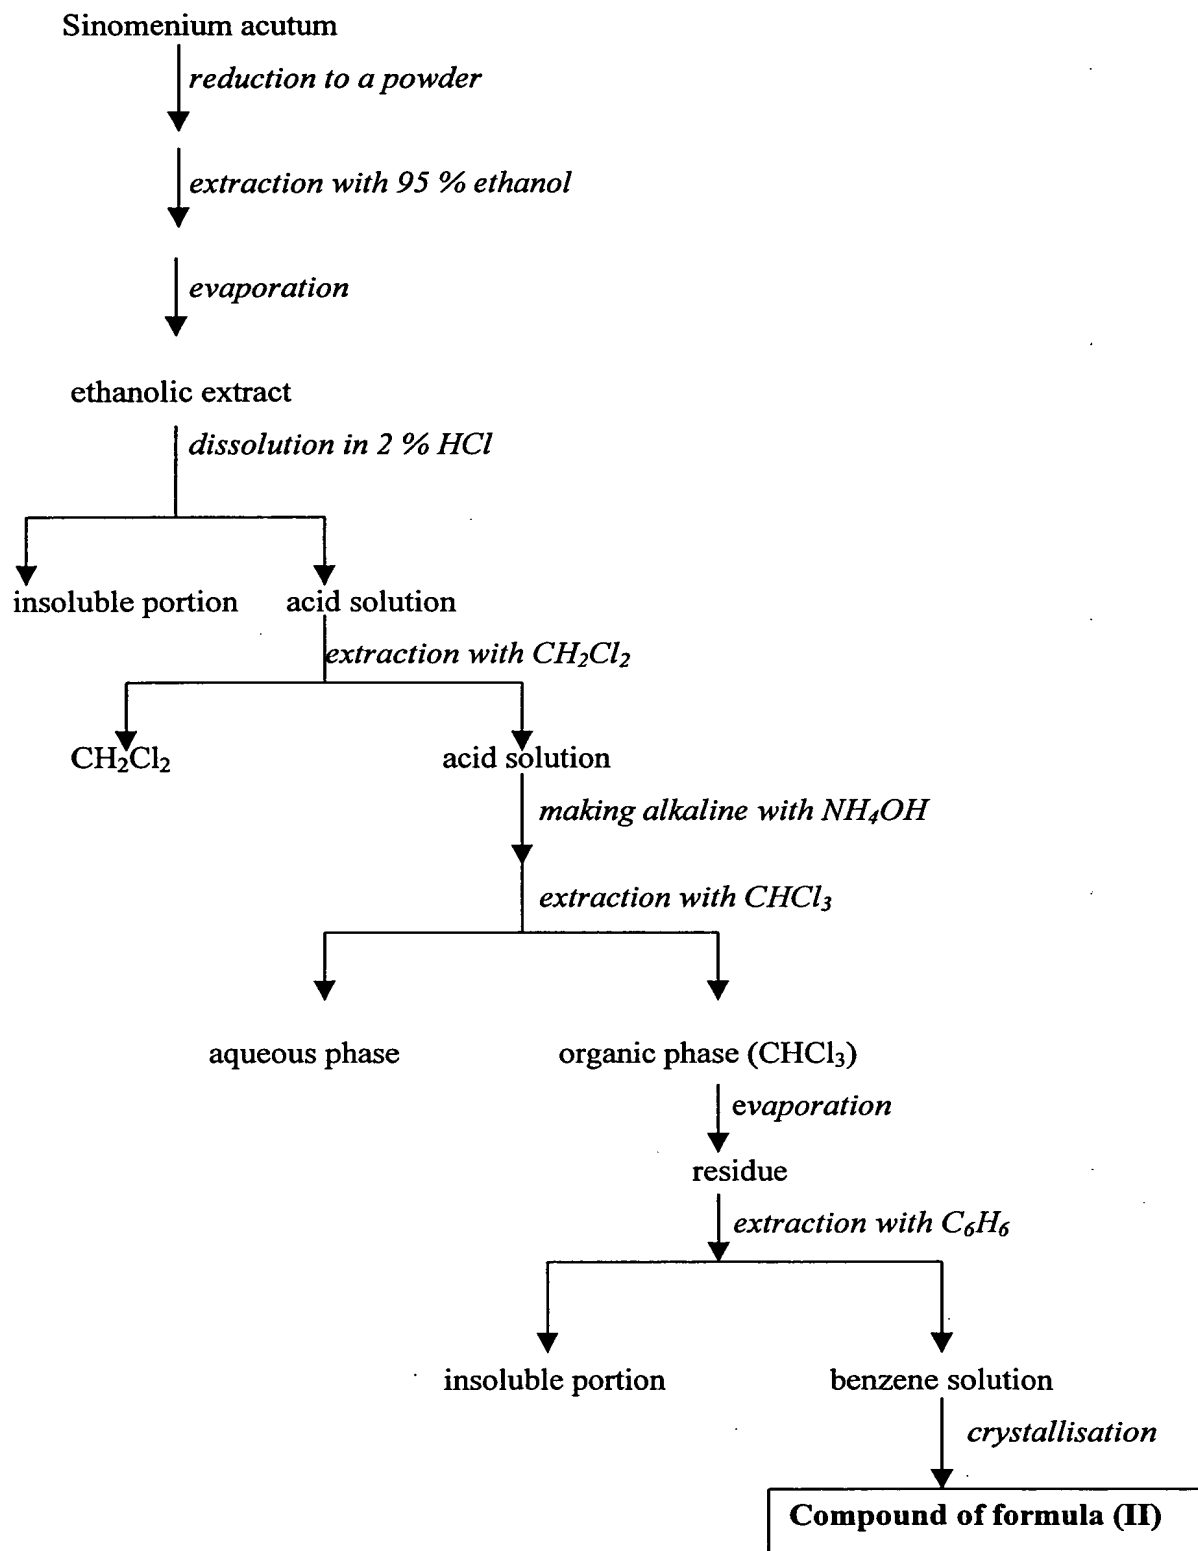 Sinomenium acutum
reduction to a powder
extraction with 95 % ethanol
evaporation
ethanolic extract
dissolution in 2 % HCl
insoluble portion acid solution
extraction with CH₂Cl₂
CH₂Cl₂ acid solution
making alkaline with NH₄OH
extraction with CHCl₃
aqueous phase organic phase (CHCl₃)
evaporation
residue
extraction with C₆H₆
insoluble portion benzene solution
crystallisation
Compound of formula (II)